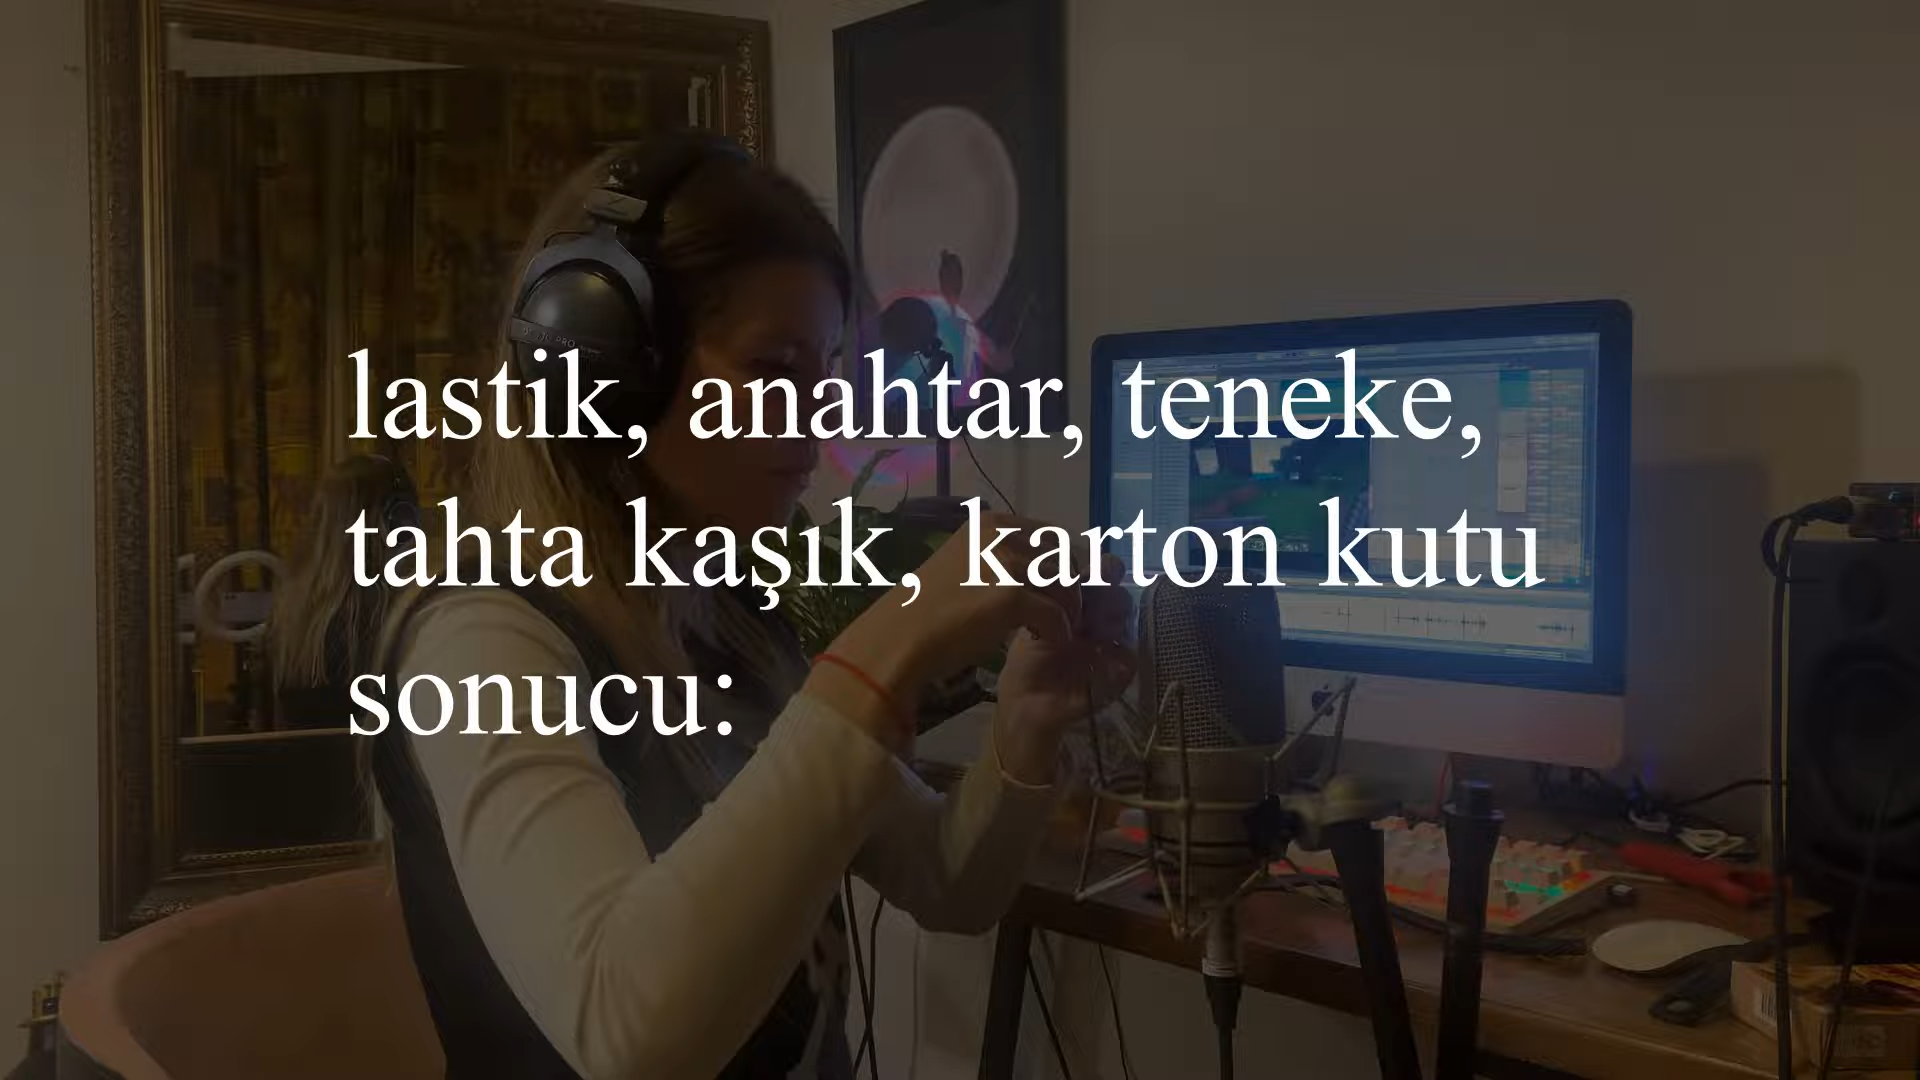 lastik, anahtar, teneke,
tahta kaşık, karton kutu
sonucu: